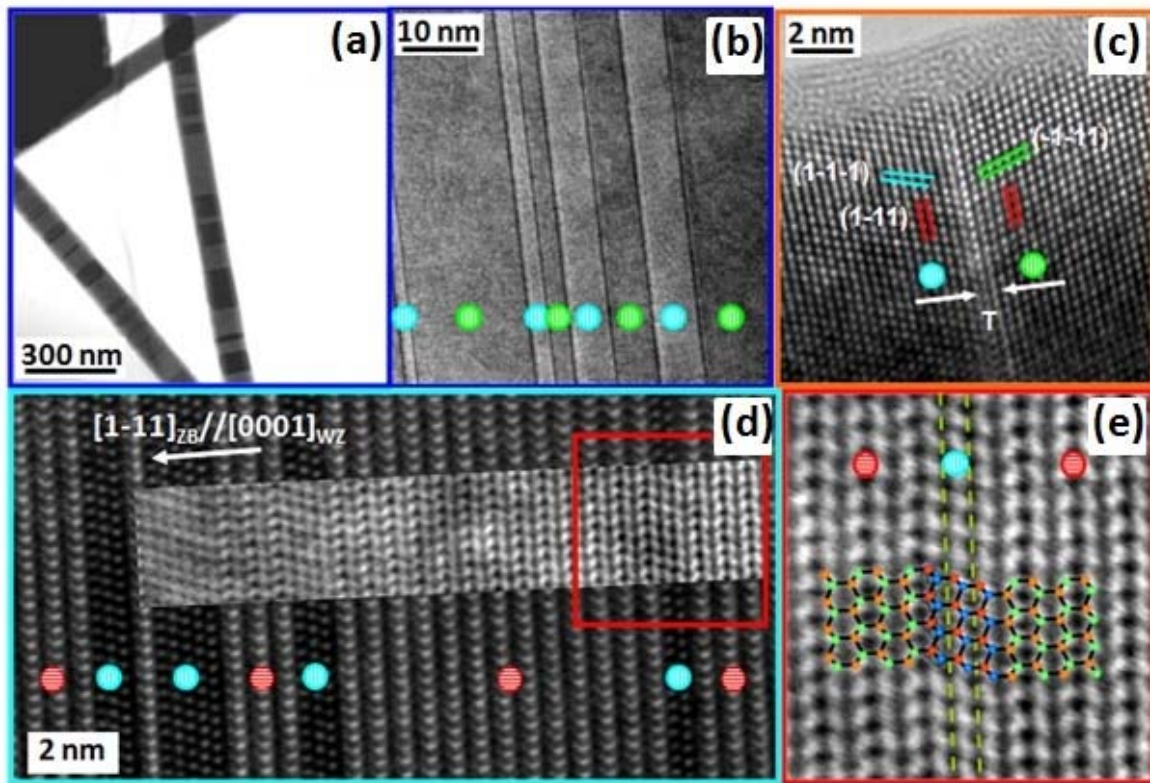 (a)
300 nm
10 nm
(b)
2 nm
(c)
(-1-11)
(1-1-1)
(1-11)
T
[1-11]ZB//[0001]WZ
(d)
2 nm
(e)